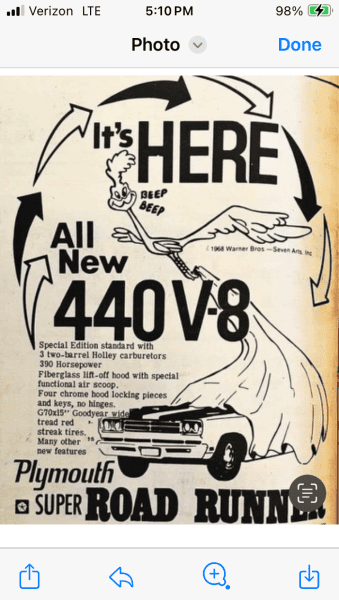 Verizon LTE 5:10 PM 98%
Photo Done
It's HERE
BEEP
BEEP
©1968 Warner Bros — Seven Arts, Inc
All
New
440 V-8
Special Edition standard with
3 two-barrel Holley carburetors
390 Horsepower
Fiberglass lift-off hood with special
functional air scoop.
Four chrome hood locking pieces
and keys, no hinges.
G70x15" Goodyear wide
tread red
streak tires.
Many other
new features
Plymouth
SUPER ROAD RUNNER